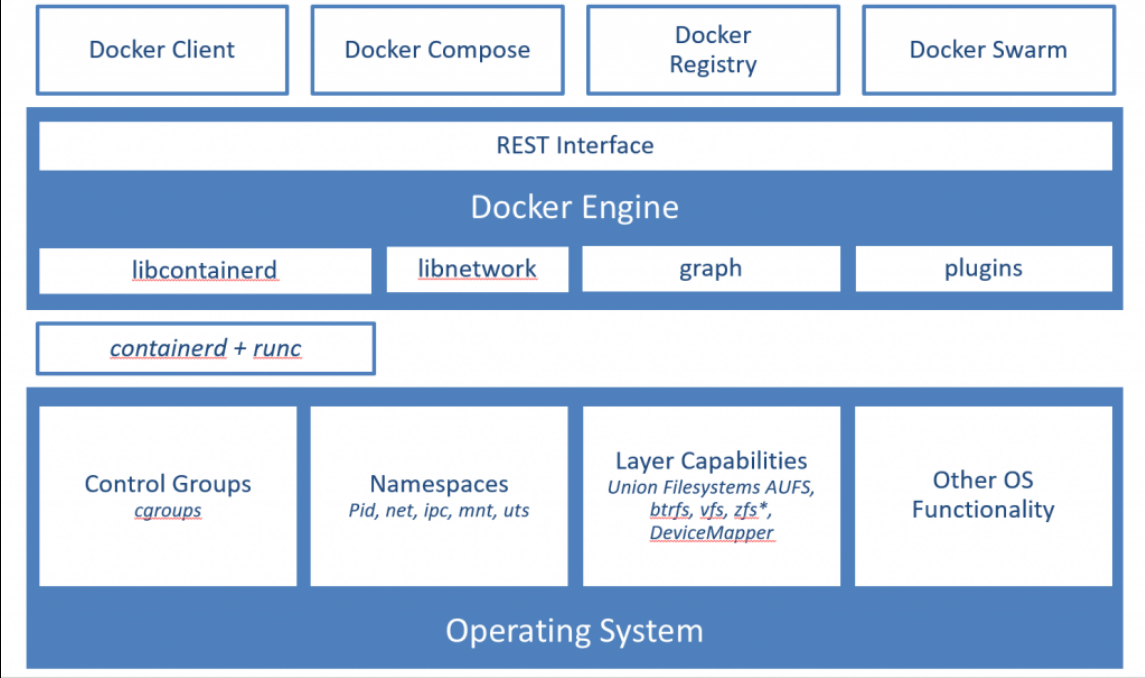 Docker Client
Docker Compose
Docker
Registry
Docker Swarm
REST Interface
Docker Engine
libcontainerd
libnetwork
graph
plugins
containerd + runc
Control Groups
cgroups
Namespaces
Pid, net, ipc, mnt, uts
Layer Capabilities
Union Filesystems AUFS,
btrfs, vfs, zfs*,
DeviceMapper
Other OS
Functionality
Operating System